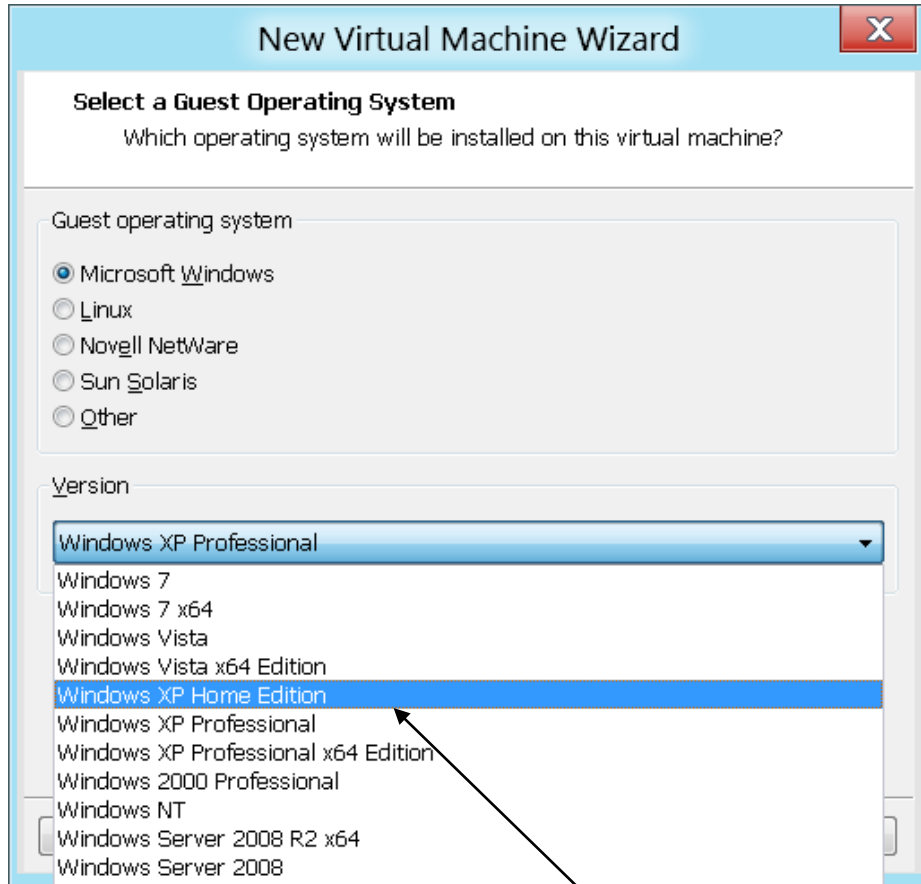 New Virtual Machine Wizard
X
Select a Guest Operating System
Which operating system will be installed on this virtual machine?
Guest operating system
Microsoft Windows
Linux
Novell NetWare
Sun Solaris
Other
Version
Windows XP Professional
Windows 7
Windows 7 x64
Windows Vista
Windows Vista x64 Edition
Windows XP Home Edition
Windows XP Professional
Windows XP Professional x64 Edition
Windows 2000 Professional
Windows NT
Windows Server 2008 R2 x64
Windows Server 2008